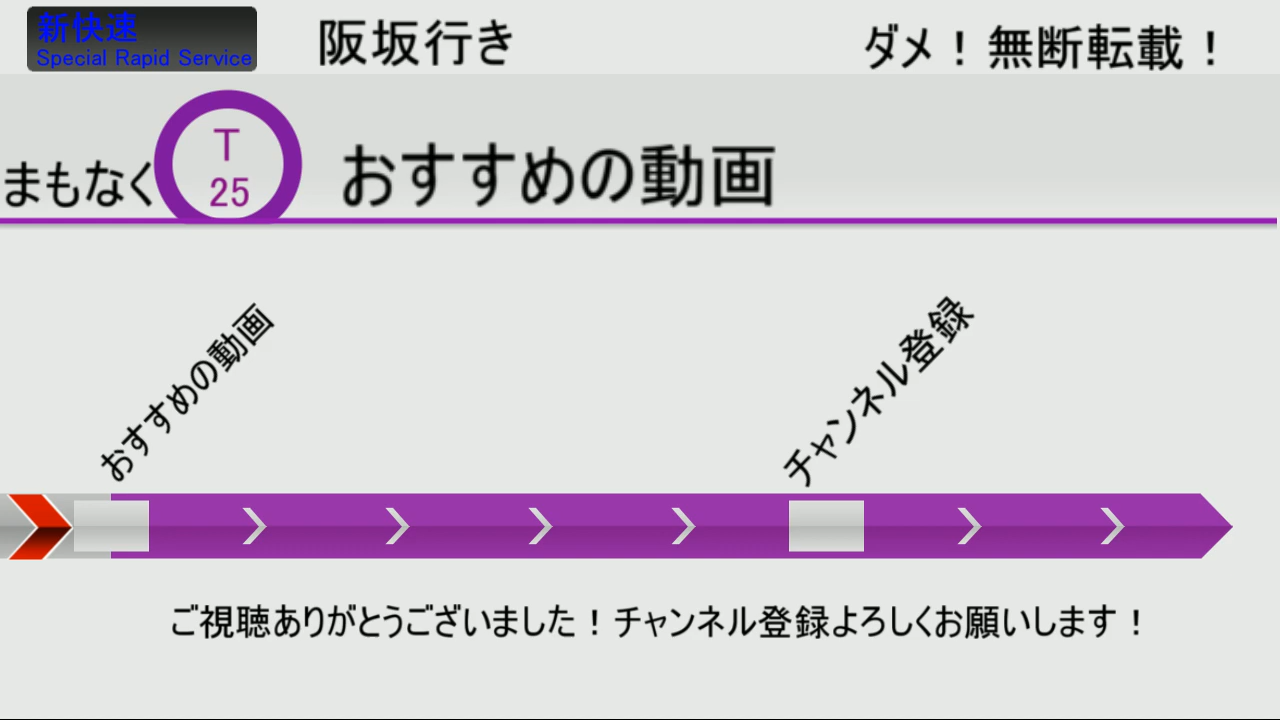 新快速
Special Rapid Service
阪坂行き
ダメ！無断転載！
まもなく
T
25
おすすめの動画
おすすめの動画
チャンネル登録
ご視聴ありがとうございました！チャンネル登録よろしくお願いします！